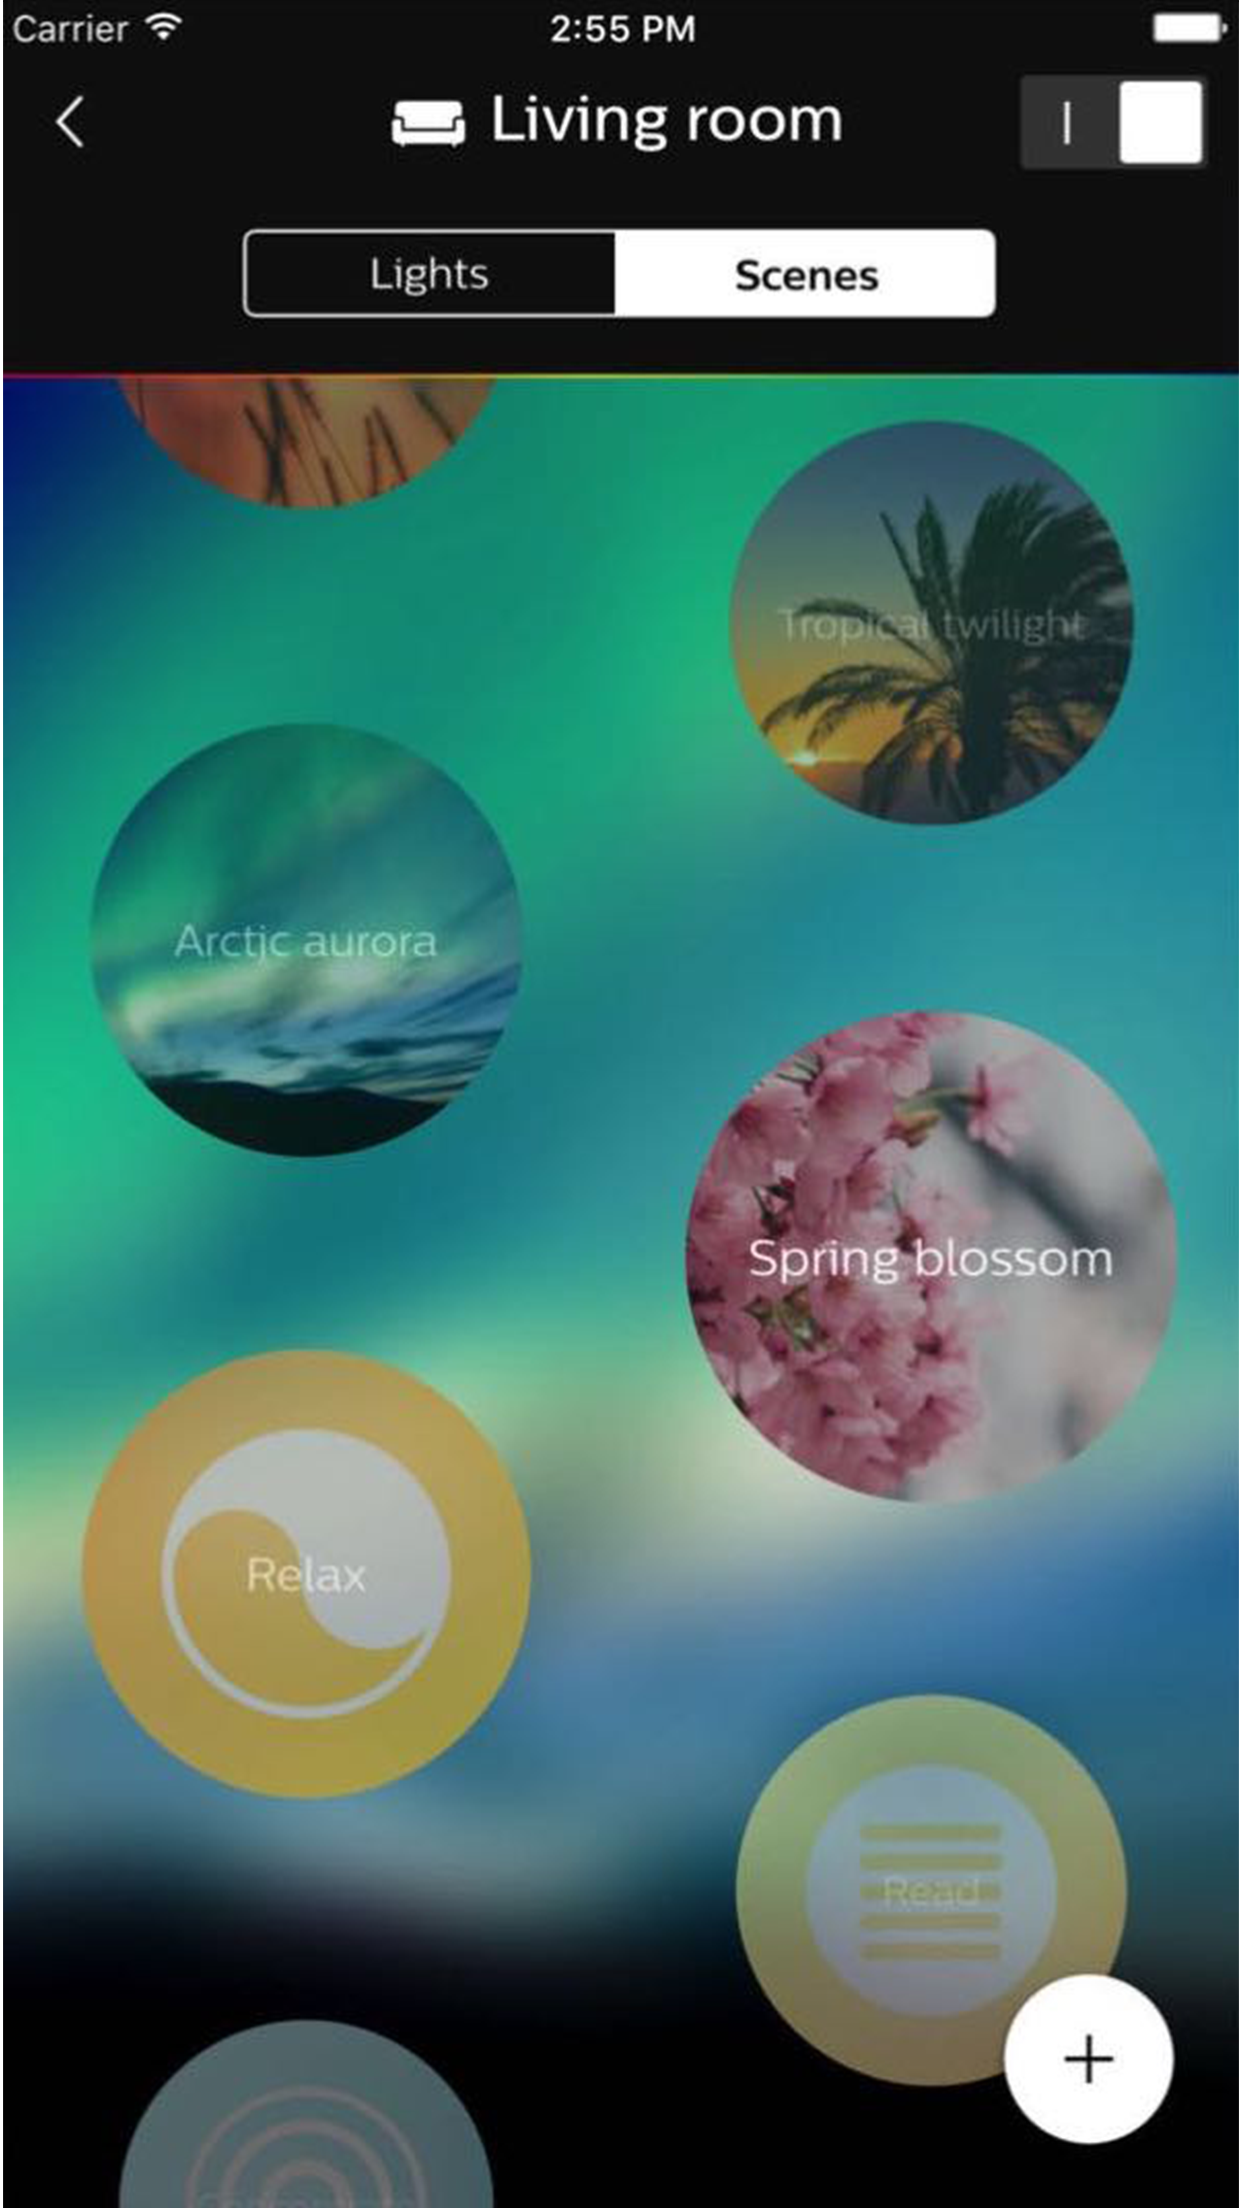 Carrier 2:55 PM
Living room
Lights Scenes
Tropical twilight
Arctic aurora
Spring blossom
Relax
Read